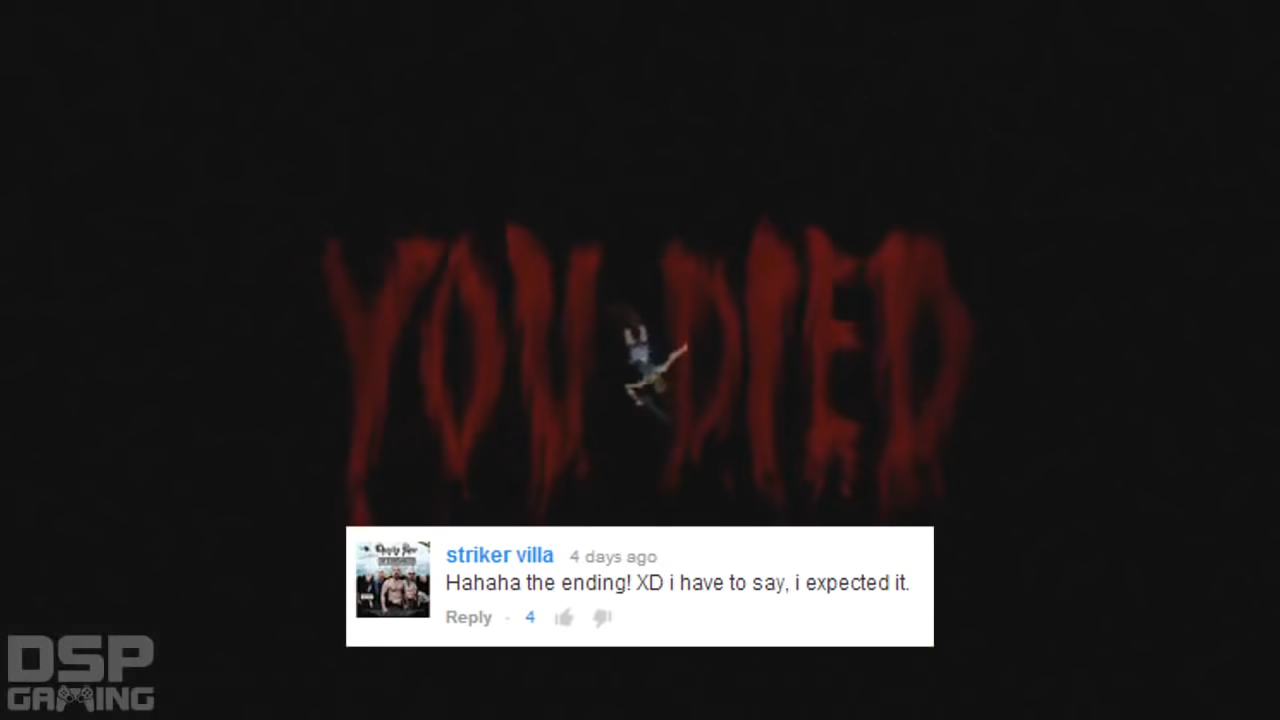 YOU DIED
striker villa 4 days ago
Hahaha the ending! XD i have to say, i expected it.
Reply · 4
DSP
GAMING